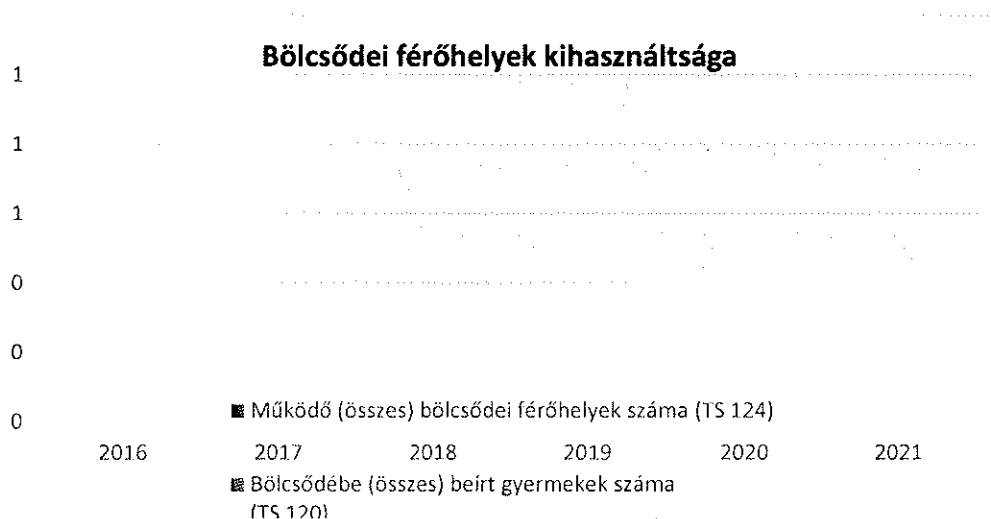 Bölcsődei férőhelyek kihasználtsága
1
1
1
0
0
0
■ Működő (összes) bölcsődei férőhelyek száma (TS 124)
2016 2017 2018 2019 2020 2021
■ Bölcsődébe (összes) beírt gyermekek száma
(TS 120)